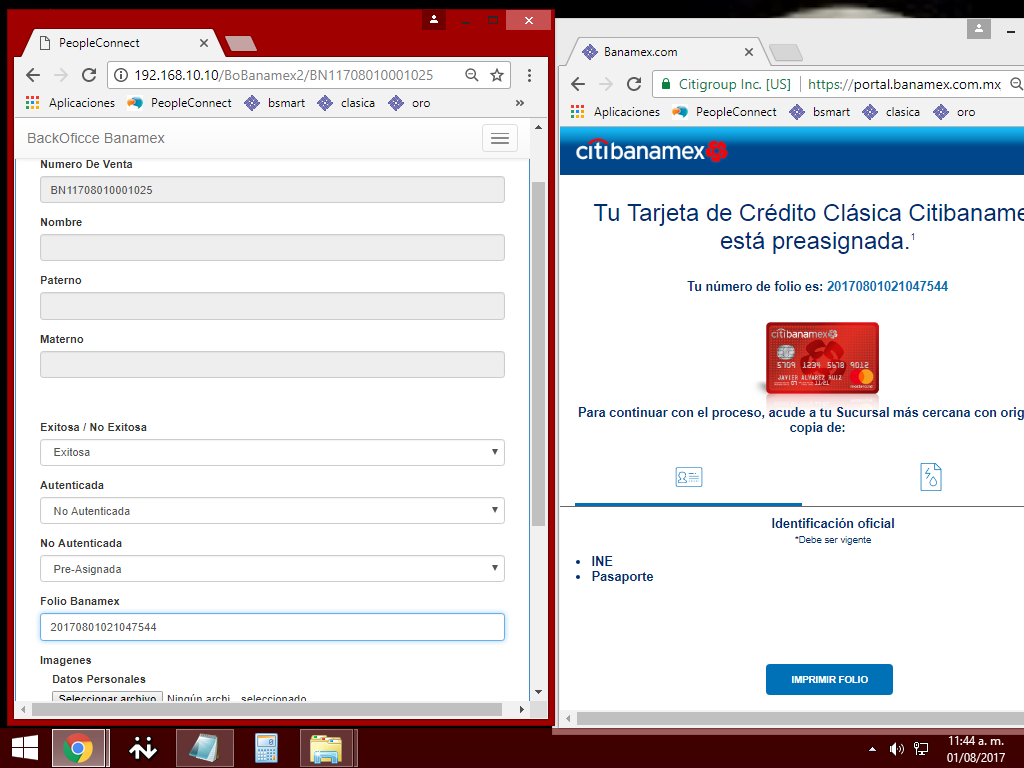 PeopleConnect
192.168.10.10/BoBanamex2/BN11708010001025
Aplicaciones PeopleConnect bsmart clasica oro »
BackOficce Banamex
Numero De Venta
BN11708010001025
Nombre
Paterno
Materno
Exitosa / No Exitosa
Exitosa
Autenticada
No Autenticada
No Autenticada
Pre-Asignada
Folio Banamex
20170801021047544
Imagenes
Datos Personales
Seleccionar archivo Ningún archi...seleccionado
Banamex.com
Citigroup Inc. [US] https://portal.banamex.com.mx
Aplicaciones PeopleConnect bsmart clasica oro
citibanamex
Tu Tarjeta de Crédito Clásica Citibaname
está preasignada.1
Tu número de folio es: 20170801021047544
citibanamex
5709 1234 5678 9012
JAVIER ALVAREZ RUIZ
Para continuar con el proceso, acude a tu Sucursal más cercana con orig
copia de:
Identificación oficial
*Debe ser vigente
• INE
• Pasaporte
IMPRIMIR FOLIO
11:44 a. m.
01/08/2017